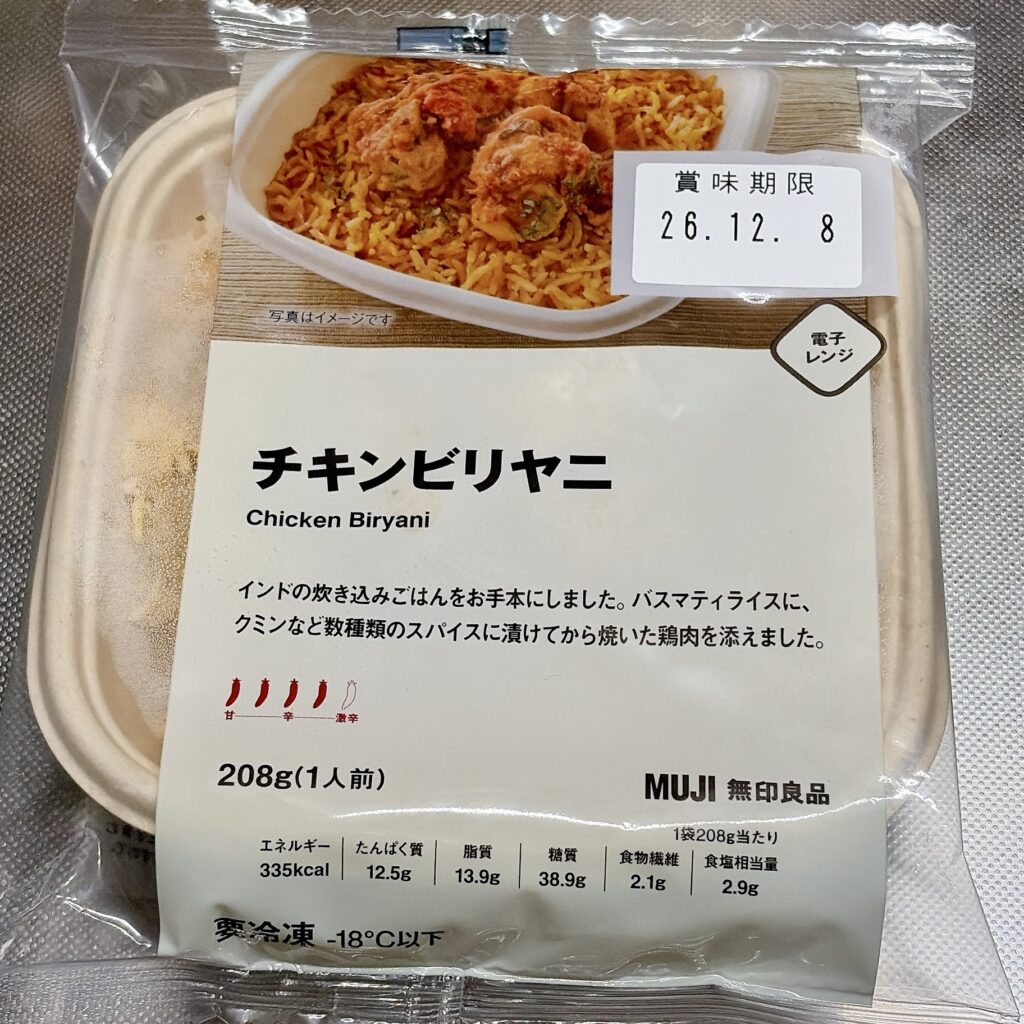 賞味期限
26.12. 8
写真はイメージです
電子
レンジ
チキンビリヤニ
Chicken Biryani
インドの炊き込みごはんをお手本にしました。バスマティライスに、
クミンなど数種類のスパイスに漬けてから焼いた鶏肉を添えました。
甘 辛 激辛
208g(1人前)
MUJI 無印良品
1袋208g当たり
エネルギー たんぱく質 脂質 糖質 食物繊維 食塩相当量
335kcal 12.5g 13.9g 38.9g 2.1g 2.9g
要冷凍 -18°C以下